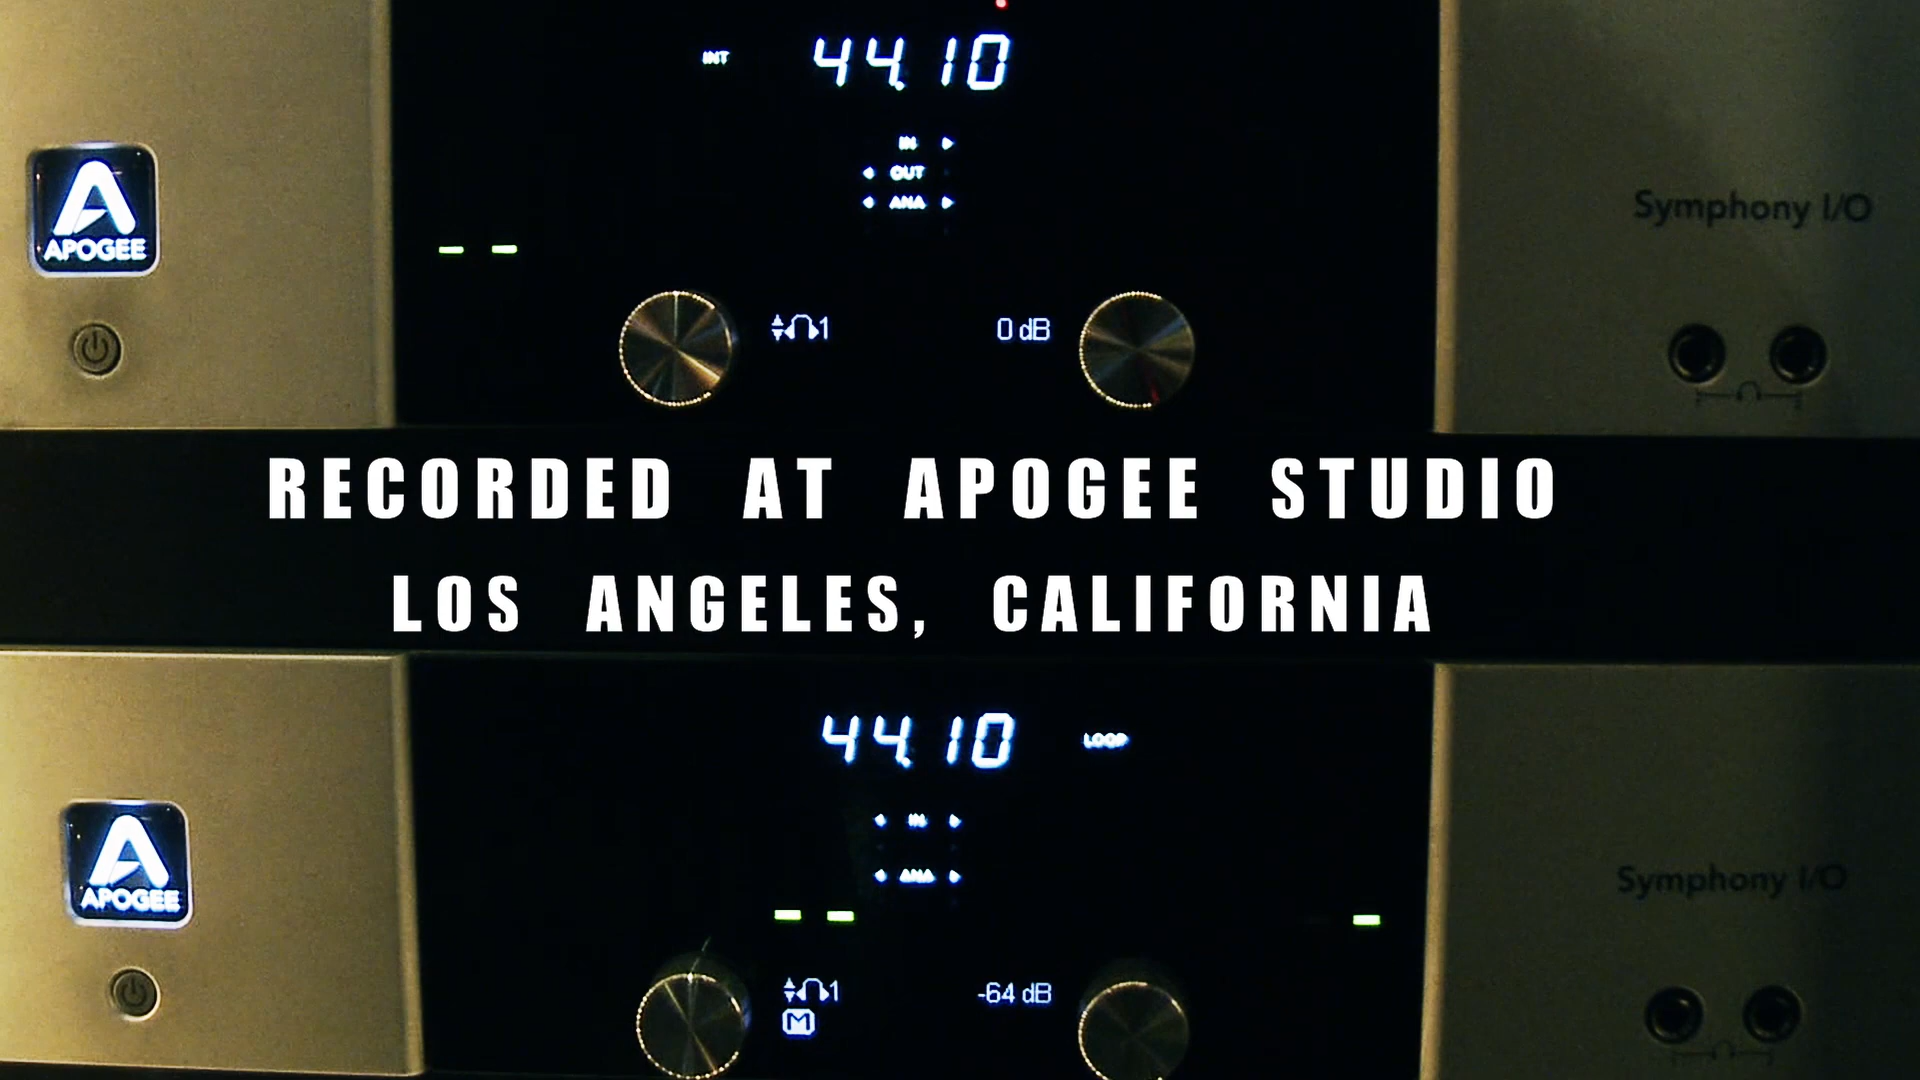 INT 44.10
IN
OUT
ANA
APOGEE
Symphony I/O
1 0 dB
RECORDED AT APOGEE STUDIO
LOS ANGELES, CALIFORNIA
44.10 LOOP
IN
ANA
APOGEE
Symphony I/O
1 -64 dB
M